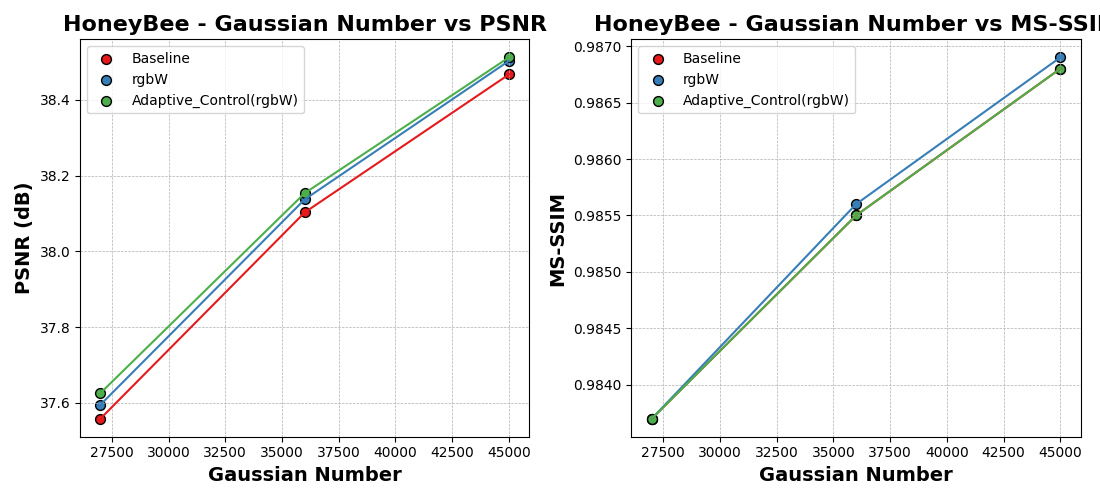 HoneyBee - Gaussian Number vs PSNR
Baseline
rgbW
Adaptive_Control(rgbW)
PSNR (dB)
38.4
38.2
38.0
37.8
37.6
27500 30000 32500 35000 37500 40000 42500 45000
Gaussian Number
HoneyBee - Gaussian Number vs MS-SSI
Baseline
rgbW
Adaptive_Control(rgbW)
MS-SSIM
0.9870
0.9865
0.9860
0.9855
0.9850
0.9845
0.9840
27500 30000 32500 35000 37500 40000 42500 45000
Gaussian Number